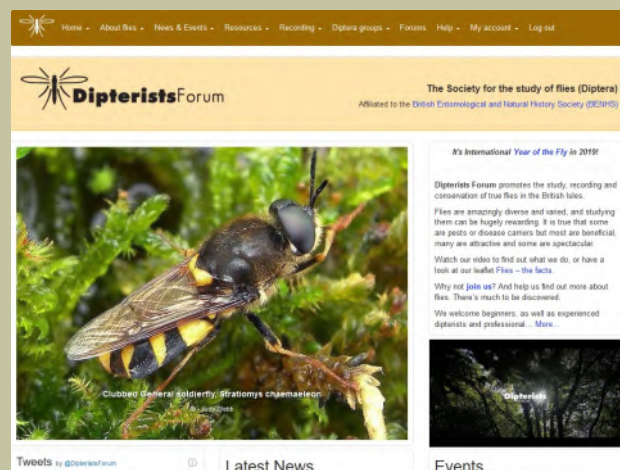 Home
About flies
News & Events
Resources
Recording
Diptera groups
Forums
Help
My account
Log out
DipteristsForum
The Society for the study of flies (Diptera)
Affiliated to the British Entomological and Natural History Society (BENHS)
Clubbed General soldierfly, Stratiomys chaemaeleon
It's International Year of the Fly in 2019!
Dipterists Forum promotes the study, recording and
conservation of true flies in the British Isles.
Flies are amazingly diverse and varied, and studying
them can be hugely rewarding. It is true that some
are pests or disease carriers but most are beneficial,
many are attractive and some are spectacular.
Watch our video to find out what we do, or have a
look at our leaflet Flies – the facts.
Why not join us? And help us find out more about
flies. There's much to be discovered.
We welcome beginners, as well as experienced
dipterists and professional... More...
Dipterists
Tweets by @DipteristsForum
Latest News
Events